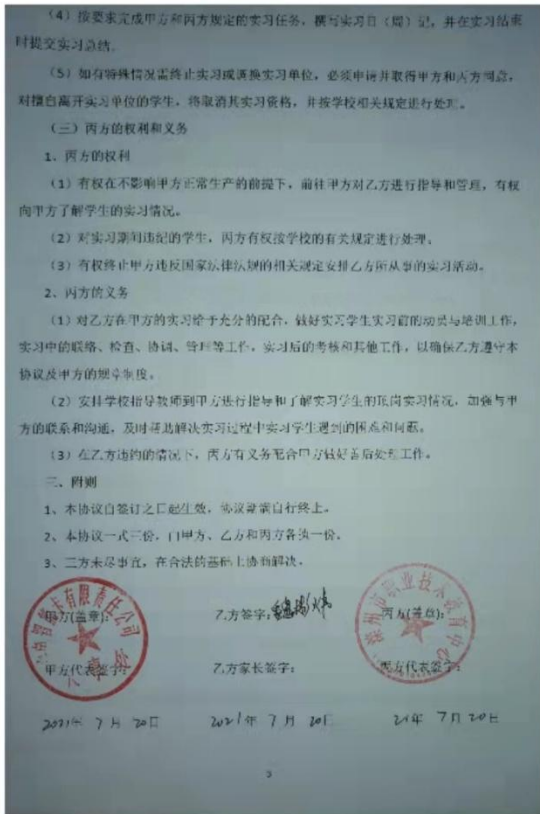 （4）按要求完成甲方和丙方规定的实习任务，撰写实习日（周）记，并在实习结束
时提交实习总结。
（5）如有特殊情况需终止实习或调换实习单位，必须申请并取得甲方和丙方同意，
对擅自离开实习单位的学生，将取消其实习资格，并按学校相关规定进行处理。
（三）丙方的权利和义务
1、丙方的权利
（1）有权在不影响甲方正常生产的前提下，前往甲方对乙方进行指导和管理，有权
向甲方了解学生的实习情况。
（2）对实习期间违纪的学生，丙方有权按学校的有关规定进行处理。
（3）有权终止甲方违反国家法律法规的相关规定安排乙方所从事的实习活动。
2、丙方的义务
（1）对乙方在甲方的实习给予充分的配合，做好实习学生实习前的动员与培训工作，
实习中的联络、检查、协调、管理等工作，实习后的考核和其他工作，以确保乙方遵守本
协议及甲方的规章制度。
（2）安排学校指导教师到甲方进行指导和了解实习学生的顶岗实习情况，加强与甲
方的联系和沟通，及时帮助解决实习过程中实习学生遇到的困难和问题。
（3）在乙方违约的情况下，丙方有义务配合甲方做好善后处理工作。
三、附则
1、本协议自签订之日起生效，协议期满自行终止。
2、本协议一式三份，由甲方、乙方和丙方各执一份。
3、三方未尽事宜，在合法的基础上协商解决。
甲方(盖章)： 乙方签字： 丙方(盖章)：
有限责任公司
州市职业技术教育中心
甲方代表签字： 乙方家长签字： 丙方代表签字：
2021年 7月 20日 2021年 7月 20日 21年 7月20日